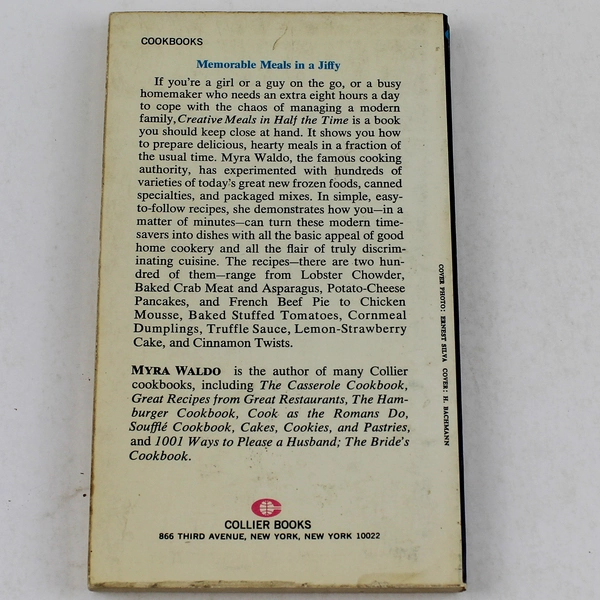 COOKBOOKS
Memorable Meals in a Jiffy
If you're a girl or a guy on the go, or a busy
homemaker who needs an extra eight hours a day
to cope with the chaos of managing a modern
family, Creative Meals in Half the Time is a book
you should keep close at hand. It shows you how
to prepare delicious, hearty meals in a fraction of
the usual time. Myra Waldo, the famous cooking
authority, has experimented with hundreds of
varieties of today's great new frozen foods, canned
specialties, and packaged mixes. In simple, easy-
to-follow recipes, she demonstrates how you—in a
matter of minutes—can turn these modern time-
savers into dishes with all the basic appeal of good
home cookery and all the flair of truly discrim-
inating cuisine. The recipes—there are two hun-
dred of them—range from Lobster Chowder,
Baked Crab Meat and Asparagus, Potato-Cheese
Pancakes, and French Beef Pie to Chicken
Mousse, Baked Stuffed Tomatoes, Cornmeal
Dumplings, Truffle Sauce, Lemon-Strawberry
Cake, and Cinnamon Twists.
MYRA WALDO is the author of many Collier
cookbooks, including The Casserole Cookbook,
Great Recipes from Great Restaurants, The Ham-
burger Cookbook, Cook as the Romans Do,
Soufflé Cookbook, Cakes, Cookies, and Pastries,
and 1001 Ways to Please a Husband; The Bride's
Cookbook.
COLLIER BOOKS
866 THIRD AVENUE, NEW YORK, NEW YORK 10022
COVER PHOTO: ERNEST SILVA COVER: H. BACHMANN